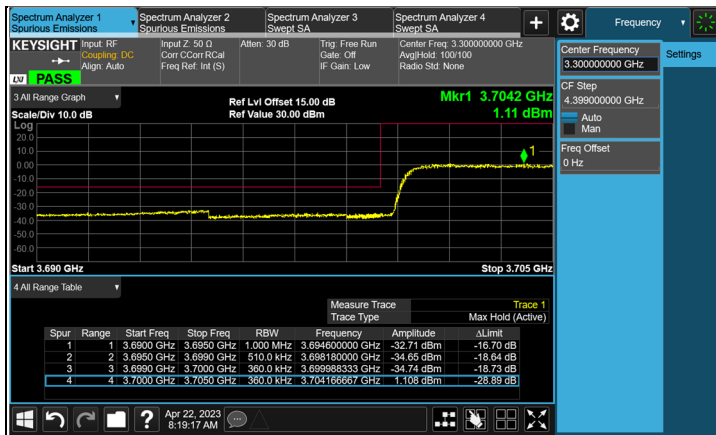 Spectrum Analyzer 1
Spurious Emissions
Spectrum Analyzer 2
Spurious Emissions
Spectrum Analyzer 3
Swept SA
Spectrum Analyzer 4
Swept SA
+
Frequency
KEYSIGHT
LXI
PASS
Input: RF
Coupling: DC
Align: Auto
Input Z: 50 Ω
Corr CCorr RCal
Freq Ref: Int (S)
Atten: 30 dB
Trig: Free Run
Gate: Off
IF Gain: Low
Center Freq: 3.300000000 GHz
Avg|Hold: 100/100
Radio Std: None
Center Frequency
3.300000000 GHz
Settings
CF Step
4.399000000 GHz
Auto
Man
Freq Offset
0 Hz
3 All Range Graph
Scale/Div 10.0 dB
Ref Lvl Offset 15.00 dB
Ref Value 30.00 dBm
Mkr1 3.7042 GHz
1.11 dBm
Log
20.0
10.0
0.00
-10.0
-20.0
-30.0
-40.0
-50.0
-60.0
1
Start 3.690 GHz
Stop 3.705 GHz
4 All Range Table
Measure Trace Trace 1
Trace Type Max Hold (Active)
Spur Range Start Freq Stop Freq RBW Frequency Amplitude ΔLimit
1 1 3.6900 GHz 3.6950 GHz 1.000 MHz 3.694600000 GHz -32.71 dBm -16.70 dB
2 2 3.6950 GHz 3.6990 GHz 510.0 kHz 3.698180000 GHz -34.65 dBm -18.64 dB
3 3 3.6990 GHz 3.7000 GHz 360.0 kHz 3.699988333 GHz -34.74 dBm -18.73 dB
4 4 3.7000 GHz 3.7050 GHz 360.0 kHz 3.704166667 GHz 1.108 dBm -28.89 dB
?
Apr 22, 2023
8:19:17 AM